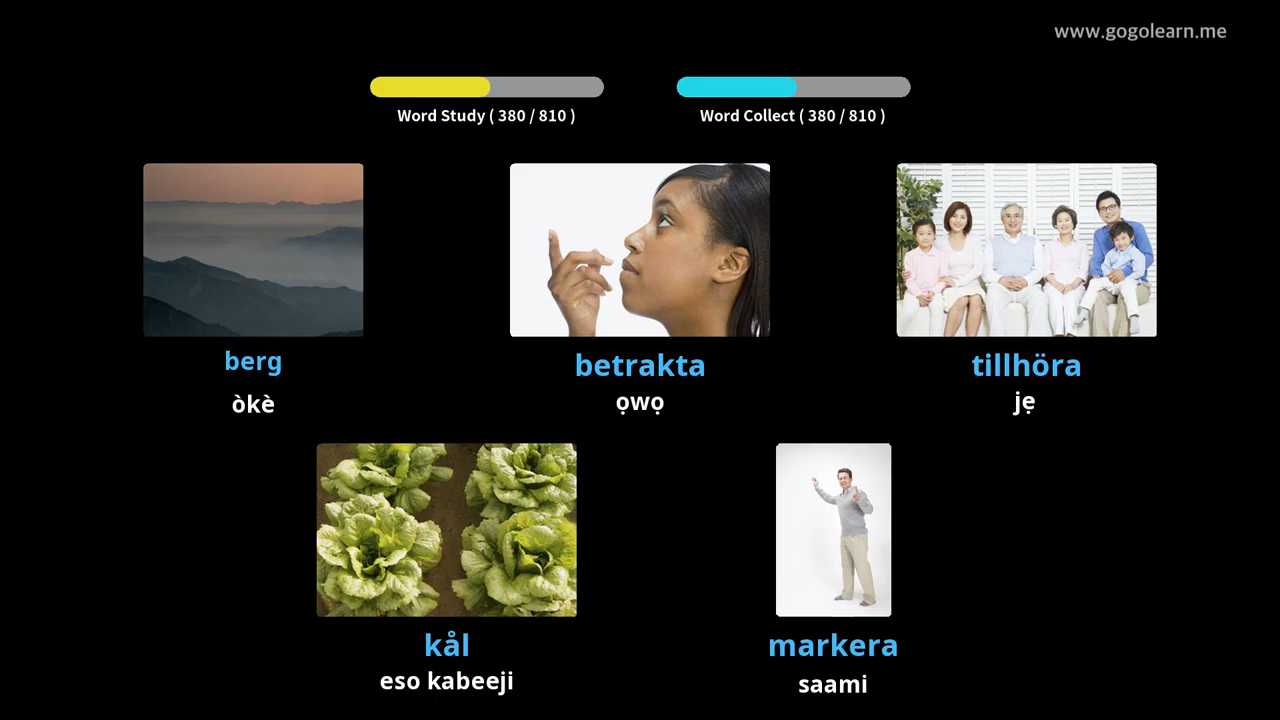 www.gogolearn.me
Word Study ( 380 / 810 )
Word Collect ( 380 / 810 )
berg
òkè
betrakta
ọwọ
tillhöra
jẹ
kål
eso kabeeji
markera
saami